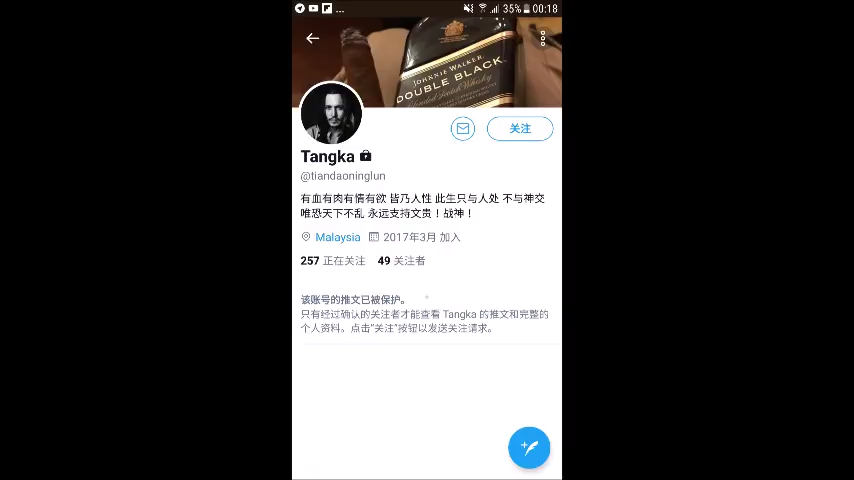 ... 35% 00:18
JOHNNIE WALKER
DOUBLE BLACK
Blended Scotch Whisky
关注
Tangka
@tiandaoninglun
有血有肉有情有欲 皆乃人性 此生只与人处 不与神交
唯恐天下不乱 永远支持文贵！战神！
Malaysia 2017年3月 加入
257 正在关注 49 关注者
该账号的推文已被保护。
只有经过确认的关注者才能查看 Tangka 的推文和完整的
个人资料。点击“关注”按钮以发送关注请求。